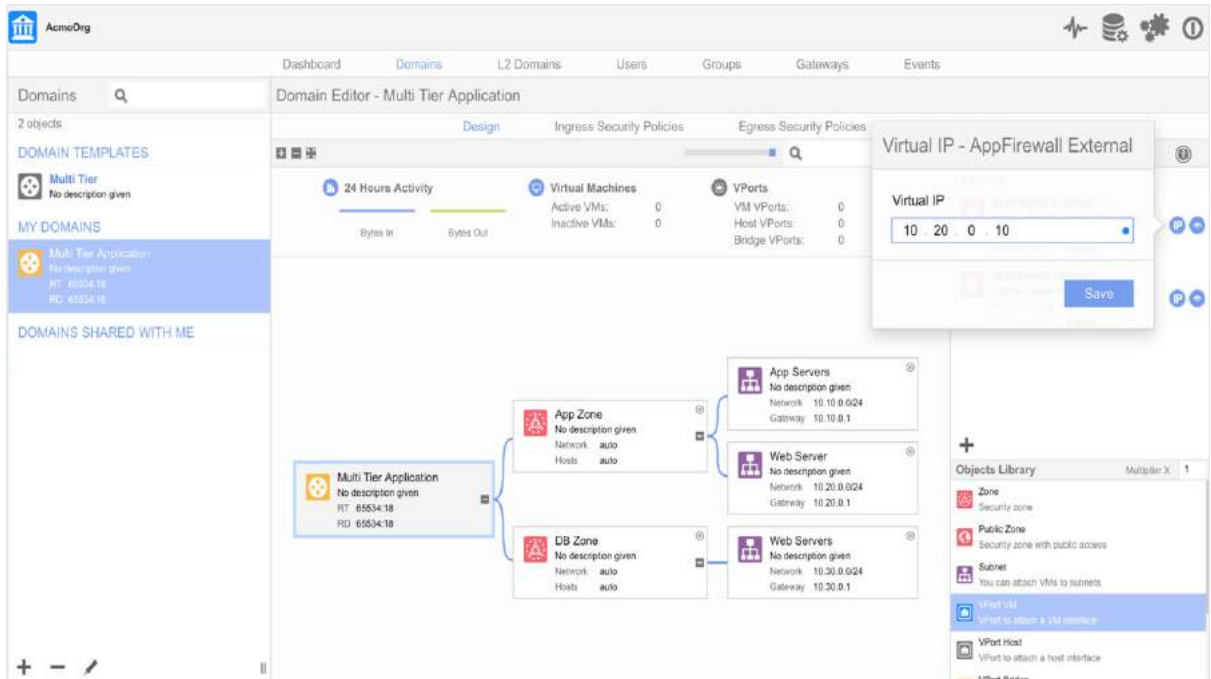 AcmeOrg
Dashboard Domains L2 Domains Users Groups Gateways Events
Domains
Domain Editor - Multi Tier Application
2 objects
Design Ingress Security Policies Egress Security Policies
DOMAIN TEMPLATES
Multi Tier
No description given
MY DOMAINS
Multi Tier Application
No description given
RT 65534:18
RD 65534:18
DOMAINS SHARED WITH ME
24 Hours Activity
Bytes In Bytes Out
Virtual Machines
Active VMs: 0
Inactive VMs: 0
VPorts
VM VPorts: 0
Host VPorts: 0
Bridge VPorts: 0
Virtual IP - AppFirewall External
Virtual IP
10 . 20 . 0 . 10
Save
IP
IP
Multi Tier Application
No description given
RT 65534:18
RD 65534:18
App Zone
No description given
Network auto
Hosts auto
DB Zone
No description given
Network auto
Hosts auto
App Servers
No description given
Network 10.10.0.0/24
Gateway 10.10.0.1
Web Server
No description given
Network 10.20.0.0/24
Gateway 10.20.0.1
Web Servers
No description given
Network 10.30.0.0/24
Gateway 10.30.0.1
Objects Library Multiplier X 1
Zone
Security zone
Public Zone
Security zone with public access
Subnet
You can attach VMs to subnets
VPort VM
VPort to attach a VM interface
VPort Host
VPort to attach a host interface
VPort Bridge